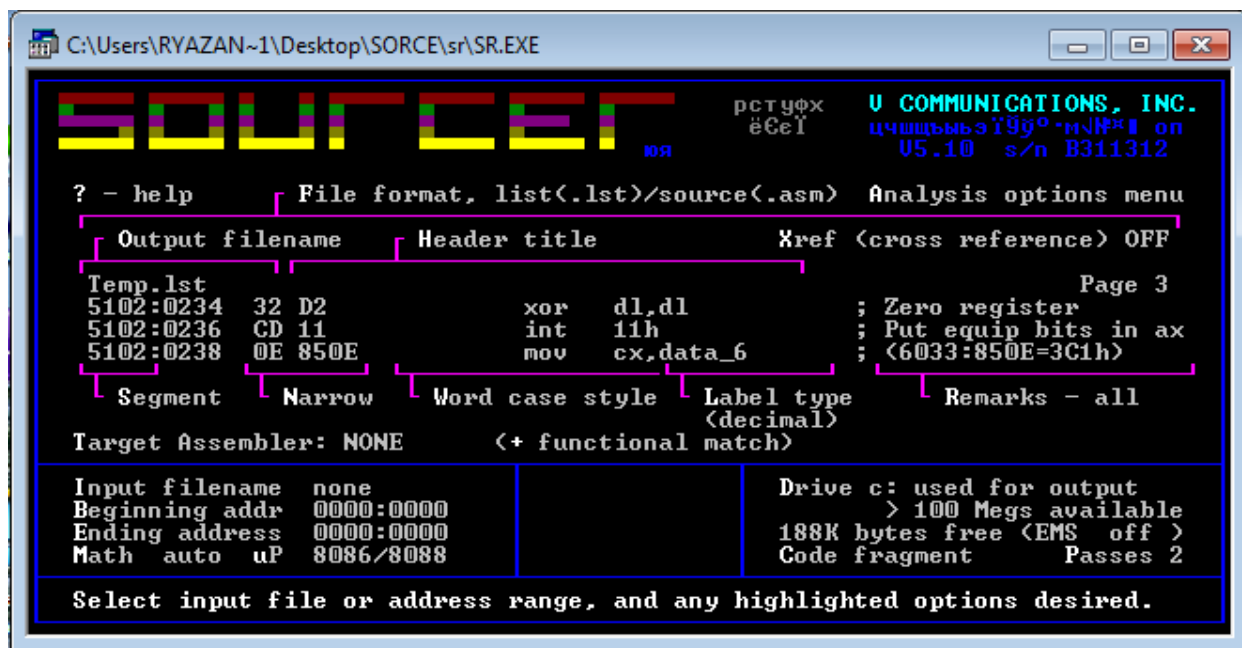 C:\Users\RYAZAN~1\Desktop\SORCE\sr\SR.EXE
sourcer рстуфх V COMMUNICATIONS, INC.
ёЄєЇ оп
юя V5.10 s/n B311312
? - help File format, list(.lst)/source(.asm) Analysis options menu
Output filename Header title Xref (cross reference) OFF
Temp.lst Page 3
5102:0234 32 D2 xor dl,dl ; Zero register
5102:0236 CD 11 int 11h ; Put equip bits in ax
5102:0238 0E 850E mov cx,data_6 ; (6033:850E=3C1h)
Segment Narrow Word case style Label type Remarks - all
(decimal)
Target Assembler: NONE (+ functional match)
Input filename none Drive c: used for output
Beginning addr 0000:0000 > 100 Megs available
Ending address 0000:0000 188K bytes free (EMS off )
Math auto uP 8086/8088 Code fragment Passes 2
Select input file or address range, and any highlighted options desired.